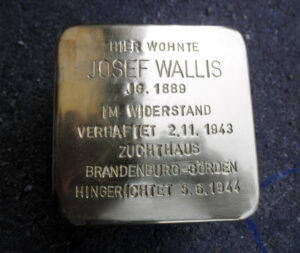 HIER WOHNTE
JOSEF WALLIS
JG. 1889
IM WIDERSTAND
VERHAFTET 2.11.1943
ZUCHTHAUS
BRANDENBURG-GÖRDEN
HINGERICHTET 5.6.1944